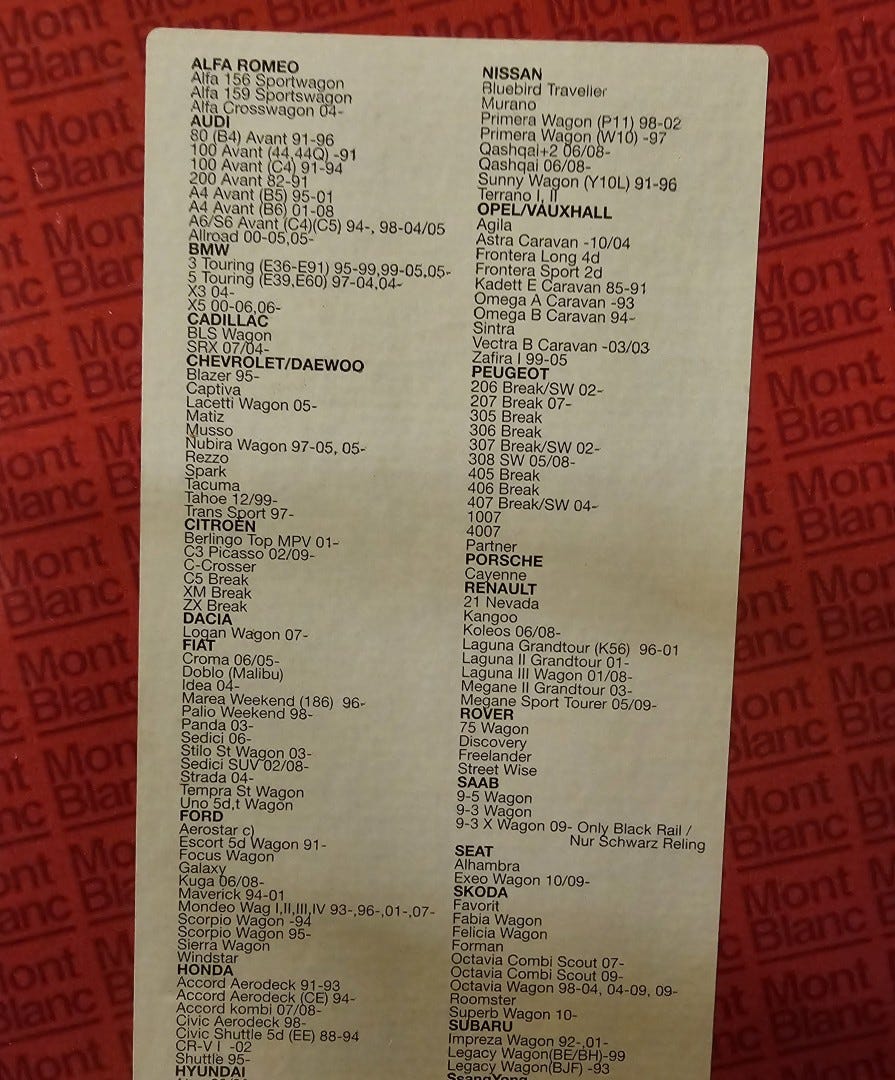 Mont Blanc
ALFA ROMEO
Alfa 156 Sportwagon
Alfa 159 Sportswagon
Alfa Crosswagon 04-
AUDI
80 (B4) Avant 91-96
100 Avant (44,44Q) -91
100 Avant (C4) 91-94
200 Avant 82-91
A4 Avant (B5) 95-01
A4 Avant (B6) 01-08
A6/S6 Avant (C4)(C5) 94-, 98-04/05
Allroad 00-05,05-
BMW
3 Touring (E36-E91) 95-99,99-05,05-
5 Touring (E39,E60) 97-04,04-
X3 04-
X5 00-06,06-
CADILLAC
BLS Wagon
SRX 07/04-
CHEVROLET/DAEWOO
Blazer 95-
Captiva
Lacetti Wagon 05-
Matiz
Musso
Nubira Wagon 97-05, 05-
Rezzo
Spark
Tacuma
Tahoe 12/99-
Trans Sport 97-
CITROËN
Berlingo Top MPV 01-
C3 Picasso 02/09-
C-Crosser
C5 Break
XM Break
ZX Break
DACIA
Logan Wagon 07-
FIAT
Croma 06/05-
Doblo (Malibu)
Idea 04-
Marea Weekend (186) 96-
Palio Weekend 98-
Panda 03-
Sedici 06-
Stilo St Wagon 03-
Sedici SUV 02/08-
Strada 04-
Tempra St Wagon
Uno 5d,t Wagon
FORD
Aerostar c)
Escort 5d Wagon 91-
Focus Wagon
Galaxy
Kuga 06/08-
Maverick 94-01
Mondeo Wag I,II,III,IV 93-,96-,01-,07-
Scorpio Wagon -94
Scorpio Wagon 95-
Sierra Wagon
Windstar
HONDA
Accord Aerodeck 91-93
Accord Aerodeck (CE) 94-
Accord kombi 07/08-
Civic Aerodeck 98-
Civic Shuttle 5d (EE) 88-94
CR-V I -02
Shuttle 95-
HYUNDAI
NISSAN
Bluebird Traveller
Murano
Primera Wagon (P11) 98-02
Primera Wagon (W10) -97
Qashqai+2 06/08-
Qashqai 06/08-
Sunny Wagon (Y10L) 91-96
Terrano I, II
OPEL/VAUXHALL
Agila
Astra Caravan -10/04
Frontera Long 4d
Frontera Sport 2d
Kadett E Caravan 85-91
Omega A Caravan -93
Omega B Caravan 94-
Sintra
Vectra B Caravan -03/03
Zafira I 99-05
PEUGEOT
206 Break/SW 02-
207 Break 07-
305 Break
306 Break
307 Break/SW 02-
308 SW 05/08-
405 Break
406 Break
407 Break/SW 04-
1007
4007
Partner
PORSCHE
Cayenne
RENAULT
21 Nevada
Kangoo
Koleos 06/08-
Laguna Grandtour (K56) 96-01
Laguna II Grandtour 01-
Laguna III Wagon 01/08-
Megane II Grandtour 03-
Megane Sport Tourer 05/09-
ROVER
75 Wagon
Discovery
Freelander
Street Wise
SAAB
9-5 Wagon
9-3 Wagon
9-3 X Wagon 09- Only Black Rail /
Nur Schwarz Reling
SEAT
Alhambra
Exeo Wagon 10/09-
SKODA
Favorit
Fabia Wagon
Felicia Wagon
Forman
Octavia Combi Scout 07-
Octavia Combi Scout 09-
Octavia Wagon 98-04, 04-09, 09-
Roomster
Superb Wagon 10-
SUBARU
Impreza Wagon 92-,01-
Legacy Wagon(BE/BH)-99
Legacy Wagon(BJF) -93
SsangYong